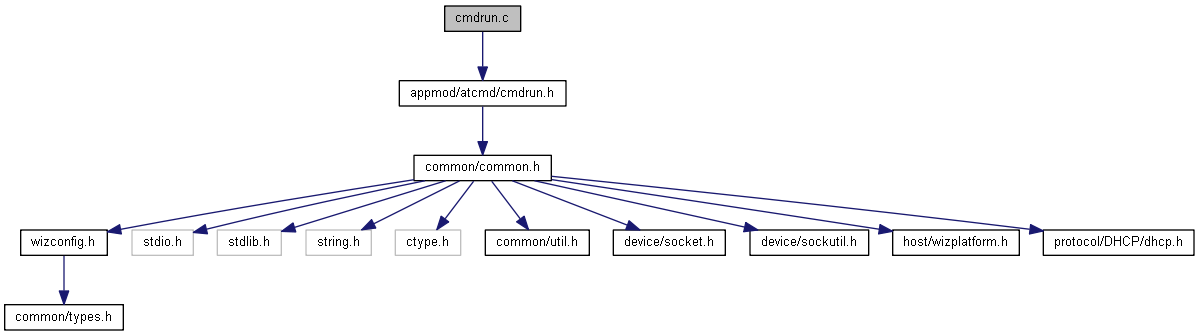 cmdrun.c
appmod/atcmd/cmdrun.h
common/common.h
wizconfig.h
stdio.h
stdlib.h
string.h
ctype.h
common/util.h
device/socket.h
device/sockutil.h
host/wizplatform.h
protocol/DHCP/dhcp.h
common/types.h